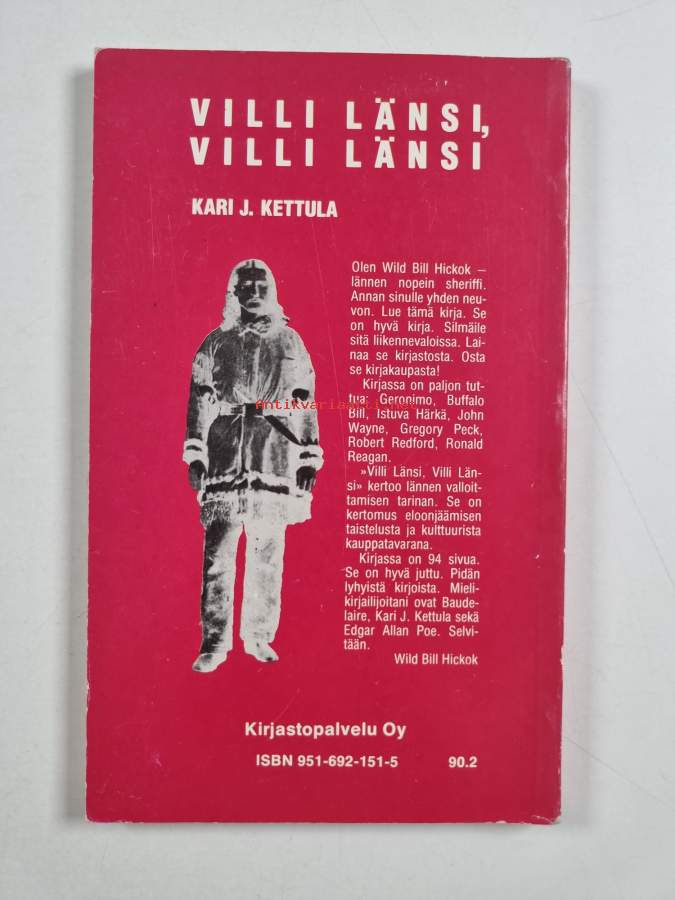 VILLI LÄNSI,
VILLI LÄNSI
KARI J. KETTULA
Olen Wild Bill Hickok –
lännen nopein sheriffi.
Annan sinulle yhden neu-
von. Lue tämä kirja. Se
on hyvä kirja. Silmäile
sitä liikennevaloissa. Lai-
naa se kirjastosta. Osta
se kirjakaupasta!
Kirjassa on paljon tut-
tua: Geronimo, Buffalo
Bill, Istuva Härkä, John
Wayne, Gregory Peck,
Robert Redford, Ronald
Reagan.
»Villi Länsi, Villi Län-
si» kertoo lännen valloit-
tamisen tarinan. Se on
kertomus eloonjäämisen
taistelusta ja kulttuurista
kauppatavarana.
Kirjassa on 94 sivua.
Se on hyvä juttu. Pidän
lyhyistä kirjoista. Mieli-
kirjailijoitani ovat Baude-
laire, Kari J. Kettula sekä
Edgar Allan Poe. Selvi-
tään.
Wild Bill Hickok
Antikvariaatti.net
Kirjastopalvelu Oy
ISBN 951-692-151-5 90.2